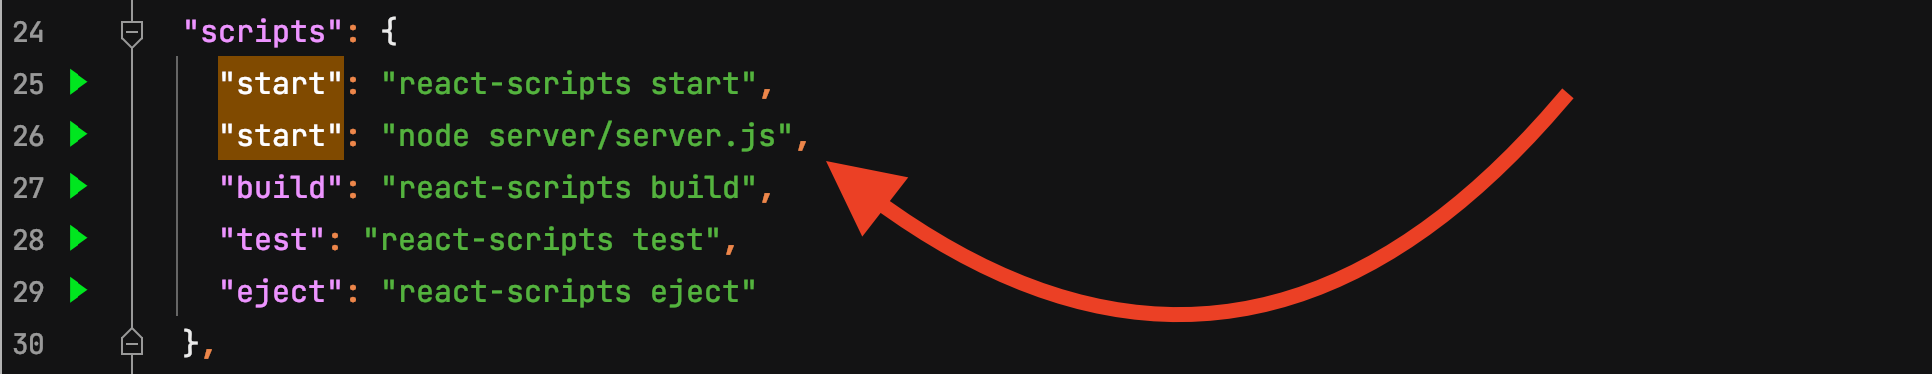 24 "scripts": {
25 "start": "react-scripts start",
26 "start": "node server/server.js",
27 "build": "react-scripts build",
28 "test": "react-scripts test",
29 "eject": "react-scripts eject"
30 },